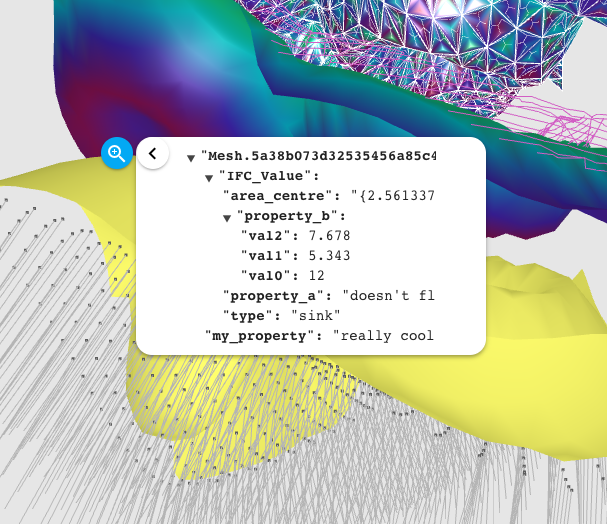 ▼ "Mesh.5a38b073d32535456a85c4
▼ "IFC_Value":
"area_centre": "{2.561337
▼ "property_b":
"val2": 7.678
"val1": 5.343
"val0": 12
"property_a": "doesn't fl
"type": "sink"
"my_property": "really cool